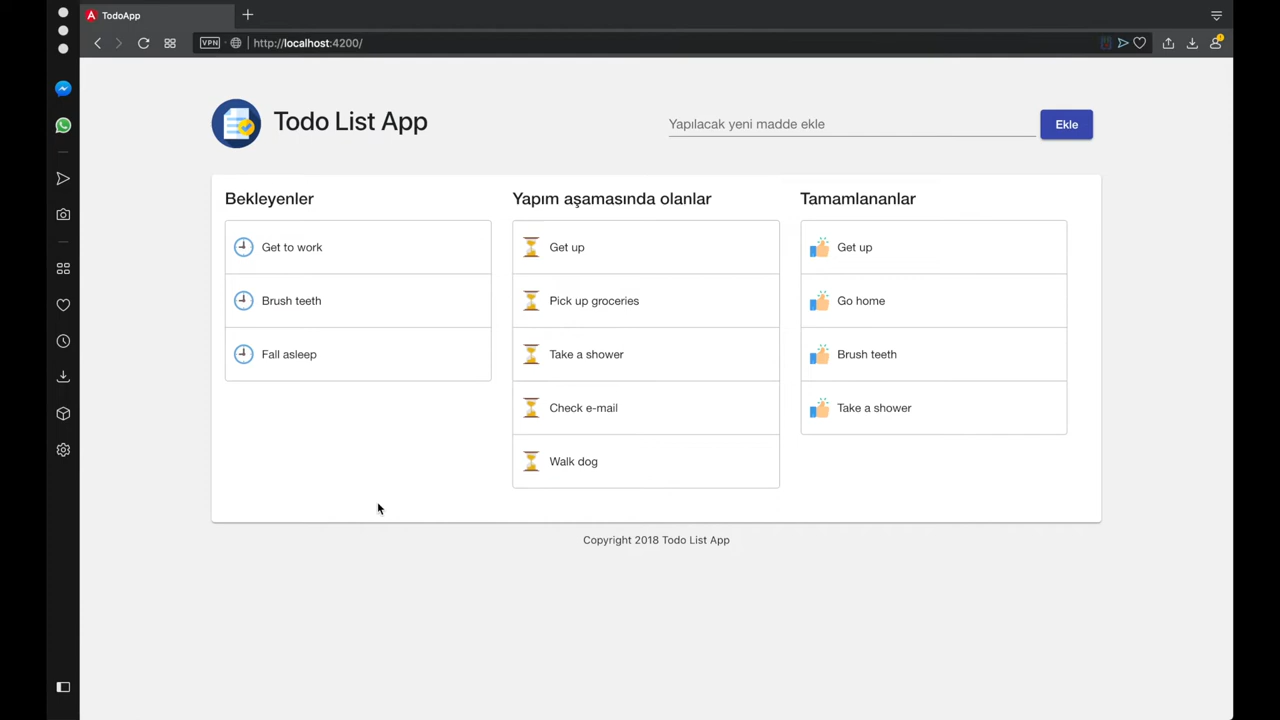 TodoApp
VPN
http://localhost:4200/
Todo List App
Yapılacak yeni madde ekle
Ekle
Bekleyenler
Get to work
Brush teeth
Fall asleep
Yapım aşamasında olanlar
Get up
Pick up groceries
Take a shower
Check e-mail
Walk dog
Tamamlananlar
Get up
Go home
Brush teeth
Take a shower
Copyright 2018 Todo List App